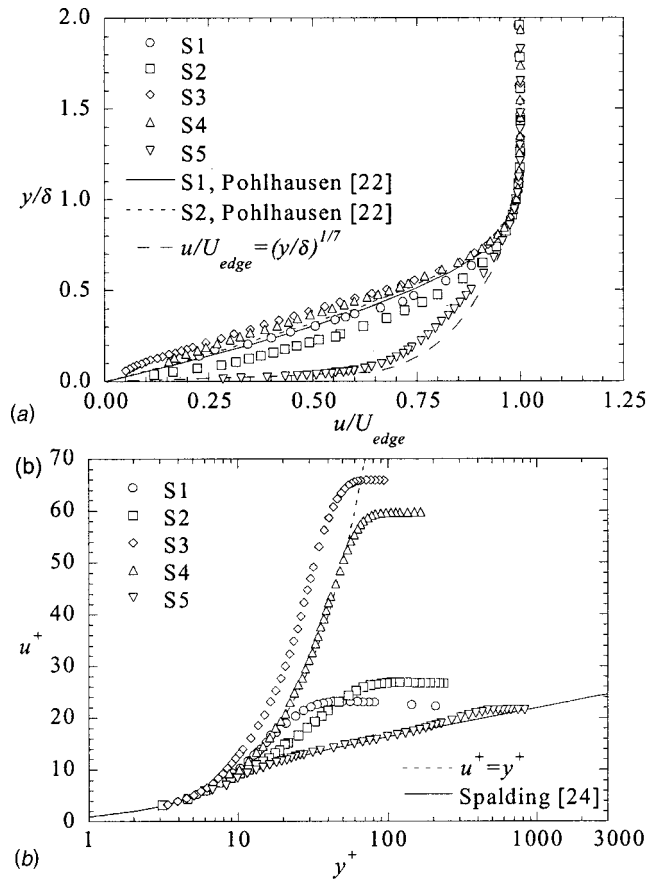 2.0
1.5
y/δ
1.0
0.5
0.0
S1
S2
S3
S4
S5
S1, Pohlhausen [22]
S2, Pohlhausen [22]
u/U_edge=(y/δ)^1/7
0.00 0.25 0.50 0.75 1.00 1.25
(a)
u/U_edge
(b)
70
60
50
40
u+
30
20
10
0
S1
S2
S3
S4
S5
u+=y+
Spalding [24]
1 10 100 1000 3000
(b)
y+